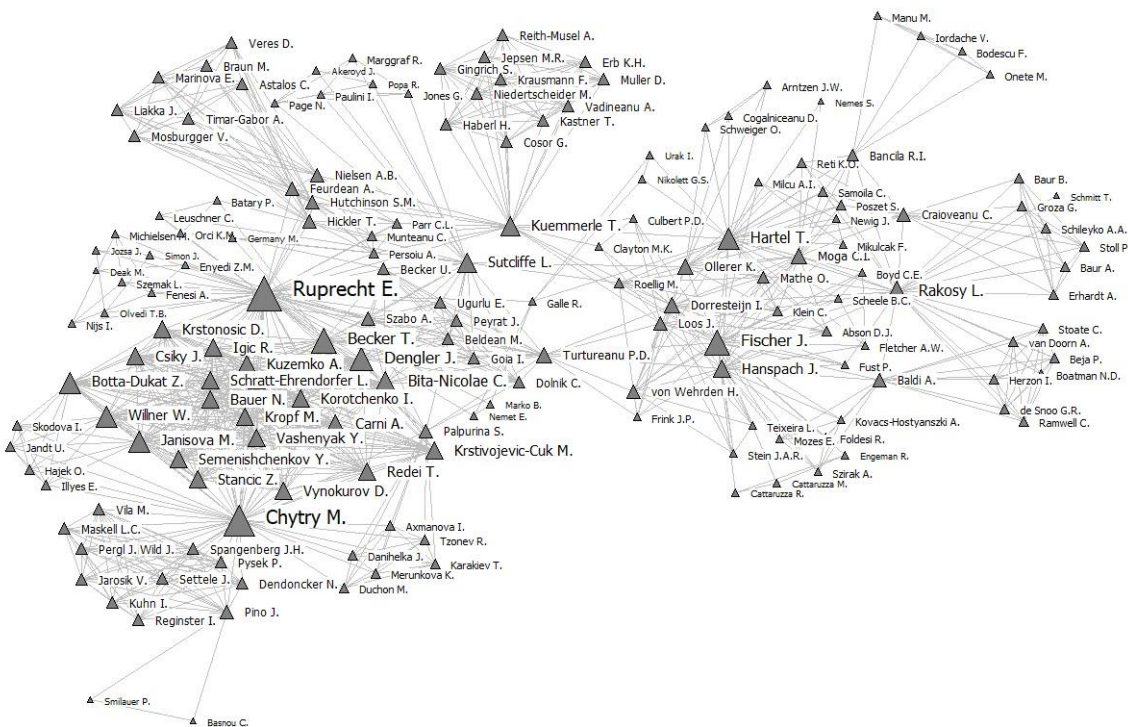 Manu M.
Iordache V.
Bodescu F.
Onete M.
Reith-Musel A.
Veres D.
Braun M.
Marggraf R.
Jepsen M.R.
Erb K.H.
Gingrich S.
Marinova E.
Astalos C.
Akeroyd J.
Popa R.
Krausmann F.
Muller D.
Page N.
Paulini I.
Jones G.
Niedertscheider M.
Vadineanu A.
Arntzen J.W.
Nemes S.
Liakka J.
Timar-Gabor A.
Mosburgger V.
Haberl H.
Kastner T.
Cosor G.
Cogalniceanu D.
Schweiger O.
Urak I.
Reti K.O.
Bancila R.I.
Nielsen A.B.
Feurdean A.
Hutchinson S.M.
Nikolett G.S.
Milcu A.I.
Samoila C.
Poszet S.
Newig J.
Craioveanu C.
Baur B.
Schmitt T.
Groza G.
Schileyko A.A.
Stoll P.
Baur A.
Erhardt A.
Batary P.
Leuschner C.
Hickler T.
Parr C.L.
Munteanu C.
Kuemmerle T.
Culbert P.D.
Clayton M.K.
Hartel T.
Mikulcak F.
Moga C.I.
Michielsen M.
Orci K.M.
Germany M.
Persoiu A.
Becker U.
Sutcliffe L.
Ollerer K.
Mathe O.
Boyd C.E.
Rakosy L.
Jozsa J.
Simon J.
Enyedi Z.M.
Deak M.
Szemak L.
Fenesi A.
Ruprecht E.
Roellig M.
Galle R.
Dorresteijn I.
Klein C.
Scheele B.C.
Olvedi T.B.
Nijs I.
Ugurlu E.
Szabo A.
Peyrat J.
Loos J.
Abson D.J.
Fletcher A.W.
Stoate C.
van Doorn A.
Beja P.
Boatman N.D.
Herzon I.
de Snoo G.R.
Ramwell C.
Krstonosic D.
Igic R.
Becker T.
Beldean M.
Fischer J.
Csiky J.
Kuzemko A.
Dengler J.
Goia I.
Turtureanu P.D.
Hanspach J.
Fust P.
Baldi A.
Botta-Dukat Z.
Schratt-Ehrendorfer L.
Bita-Nicolae C.
Dolnik C.
von Wehrden H.
Bauer N.
Korotchenko I.
Marko B.
Nemet E.
Frink J.P.
Kovacs-Hostyanszki A.
Willner W.
Kropf M.
Carni A.
Palpurina S.
Teixeira L.
Mozes E.
Foldesi R.
Skodova I.
Jandt U.
Janisova M.
Vashenyak Y.
Krstivojevic-Cuk M.
Stein J.A.R.
Engeman R.
Hajek O.
Illyes E.
Semenishchenkov Y.
Redei T.
Szirak A.
Cattaruzza M.
Cattaruzza R.
Stancic Z.
Vynokurov D.
Vila M.
Chytry M.
Maskell L.C.
Axmanova I.
Tzonev R.
Pergl J.
Wild J.
Spangenberg J.H.
Pysek P.
Danihelka J.
Karakiev T.
Merunkova K.
Duchon M.
Jarosik V.
Settele J.
Dendoncker N.
Kuhn I.
Reginster I.
Pino J.
Smilauer P.
Basnou C.